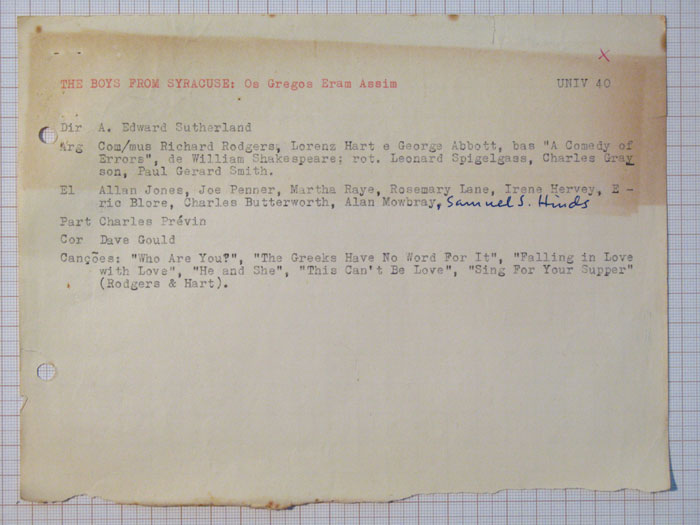 X
THE BOYS FROM SYRACUSE: Os Gregos Eram Assim UNIV 40
Dir A. Edward Sutherland
Arg Com/mus Richard Rodgers, Lorenz Hart e George Abbott, bas "A Comedy of
Errors", de William Shakespeare; rot. Leonard Spigelgass, Charles Gray
son, Paul Gerard Smith.
El Allan Jones, Joe Penner, Martha Raye, Rosemary Lane, Irene Hervey, E -
ric Blore, Charles Butterworth, Alan Mowbray, Samuel S. Hinds
Part Charles Prévin
Cor Dave Gould
Canções: "Who Are You?", "The Greeks Have No Word For It", "Falling in Love
with Love", "He and She", "This Can't Be Love", "Sing For Your Supper"
(Rodgers & Hart).